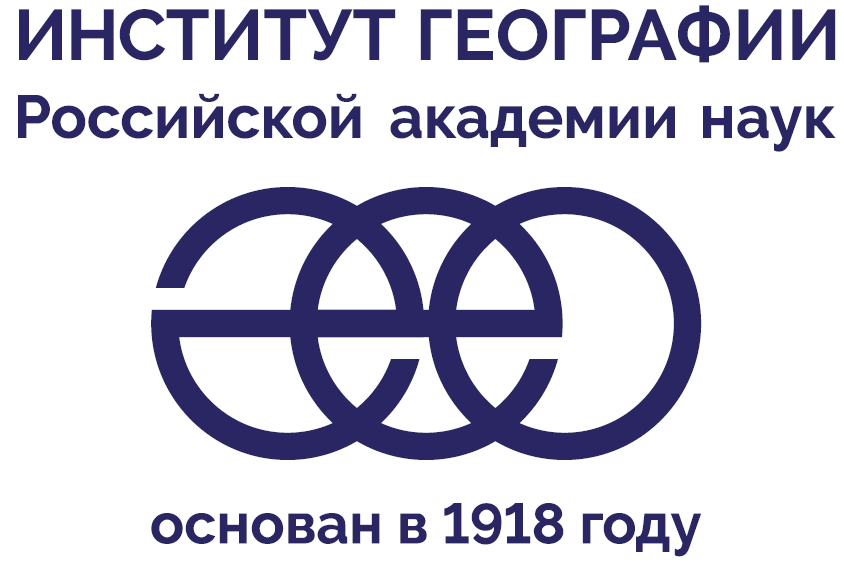 ИНСТИТУТ ГЕОГРАФИИ
Российской академии наук
основан в 1918 году